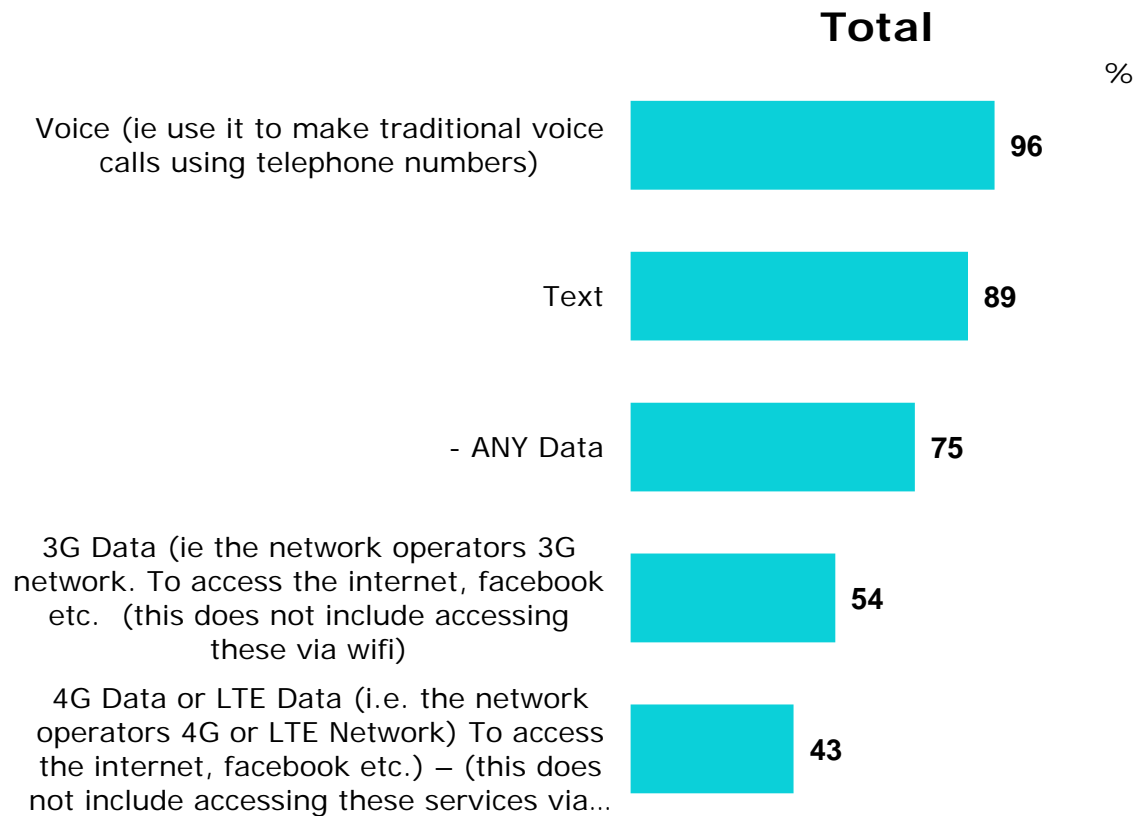 Total
%
Voice (ie use it to make traditional voice
calls using telephone numbers)
96
Text
89
- ANY Data
75
3G Data (ie the network operators 3G
network. To access the internet, facebook
etc.  (this does not include accessing
these via wifi)
54
4G Data or LTE Data (i.e. the network
operators 4G or LTE Network) To access
the internet, facebook etc.) – (this does
not include accessing these services via...
43